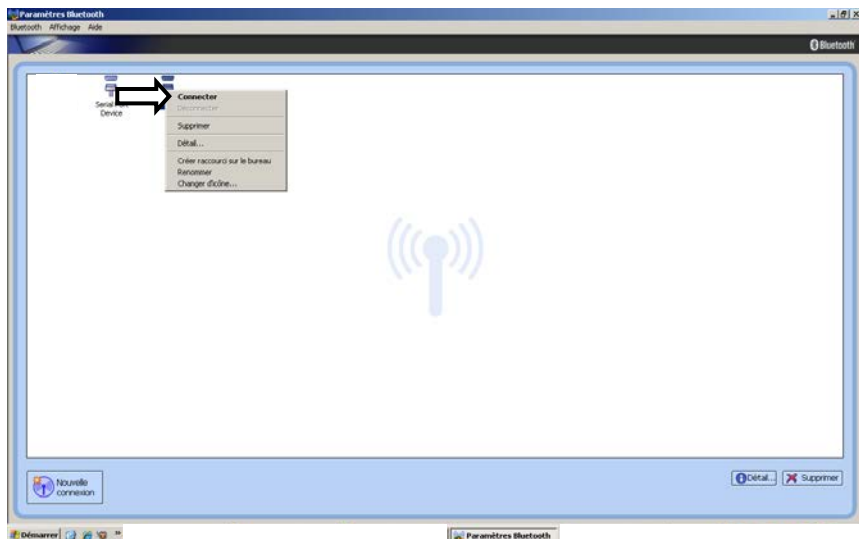 Paramètres Bluetooth
Bluetooth Affichage Aide
Bluetooth
Serial Port
Device
Connecter
Déconnecter
Supprimer
Détail...
Créer raccourci sur le bureau
Renommer
Changer d'icône...
Nouvelle
connexion
Détail...
Supprimer
Démarrer
»
Paramètres Bluetooth